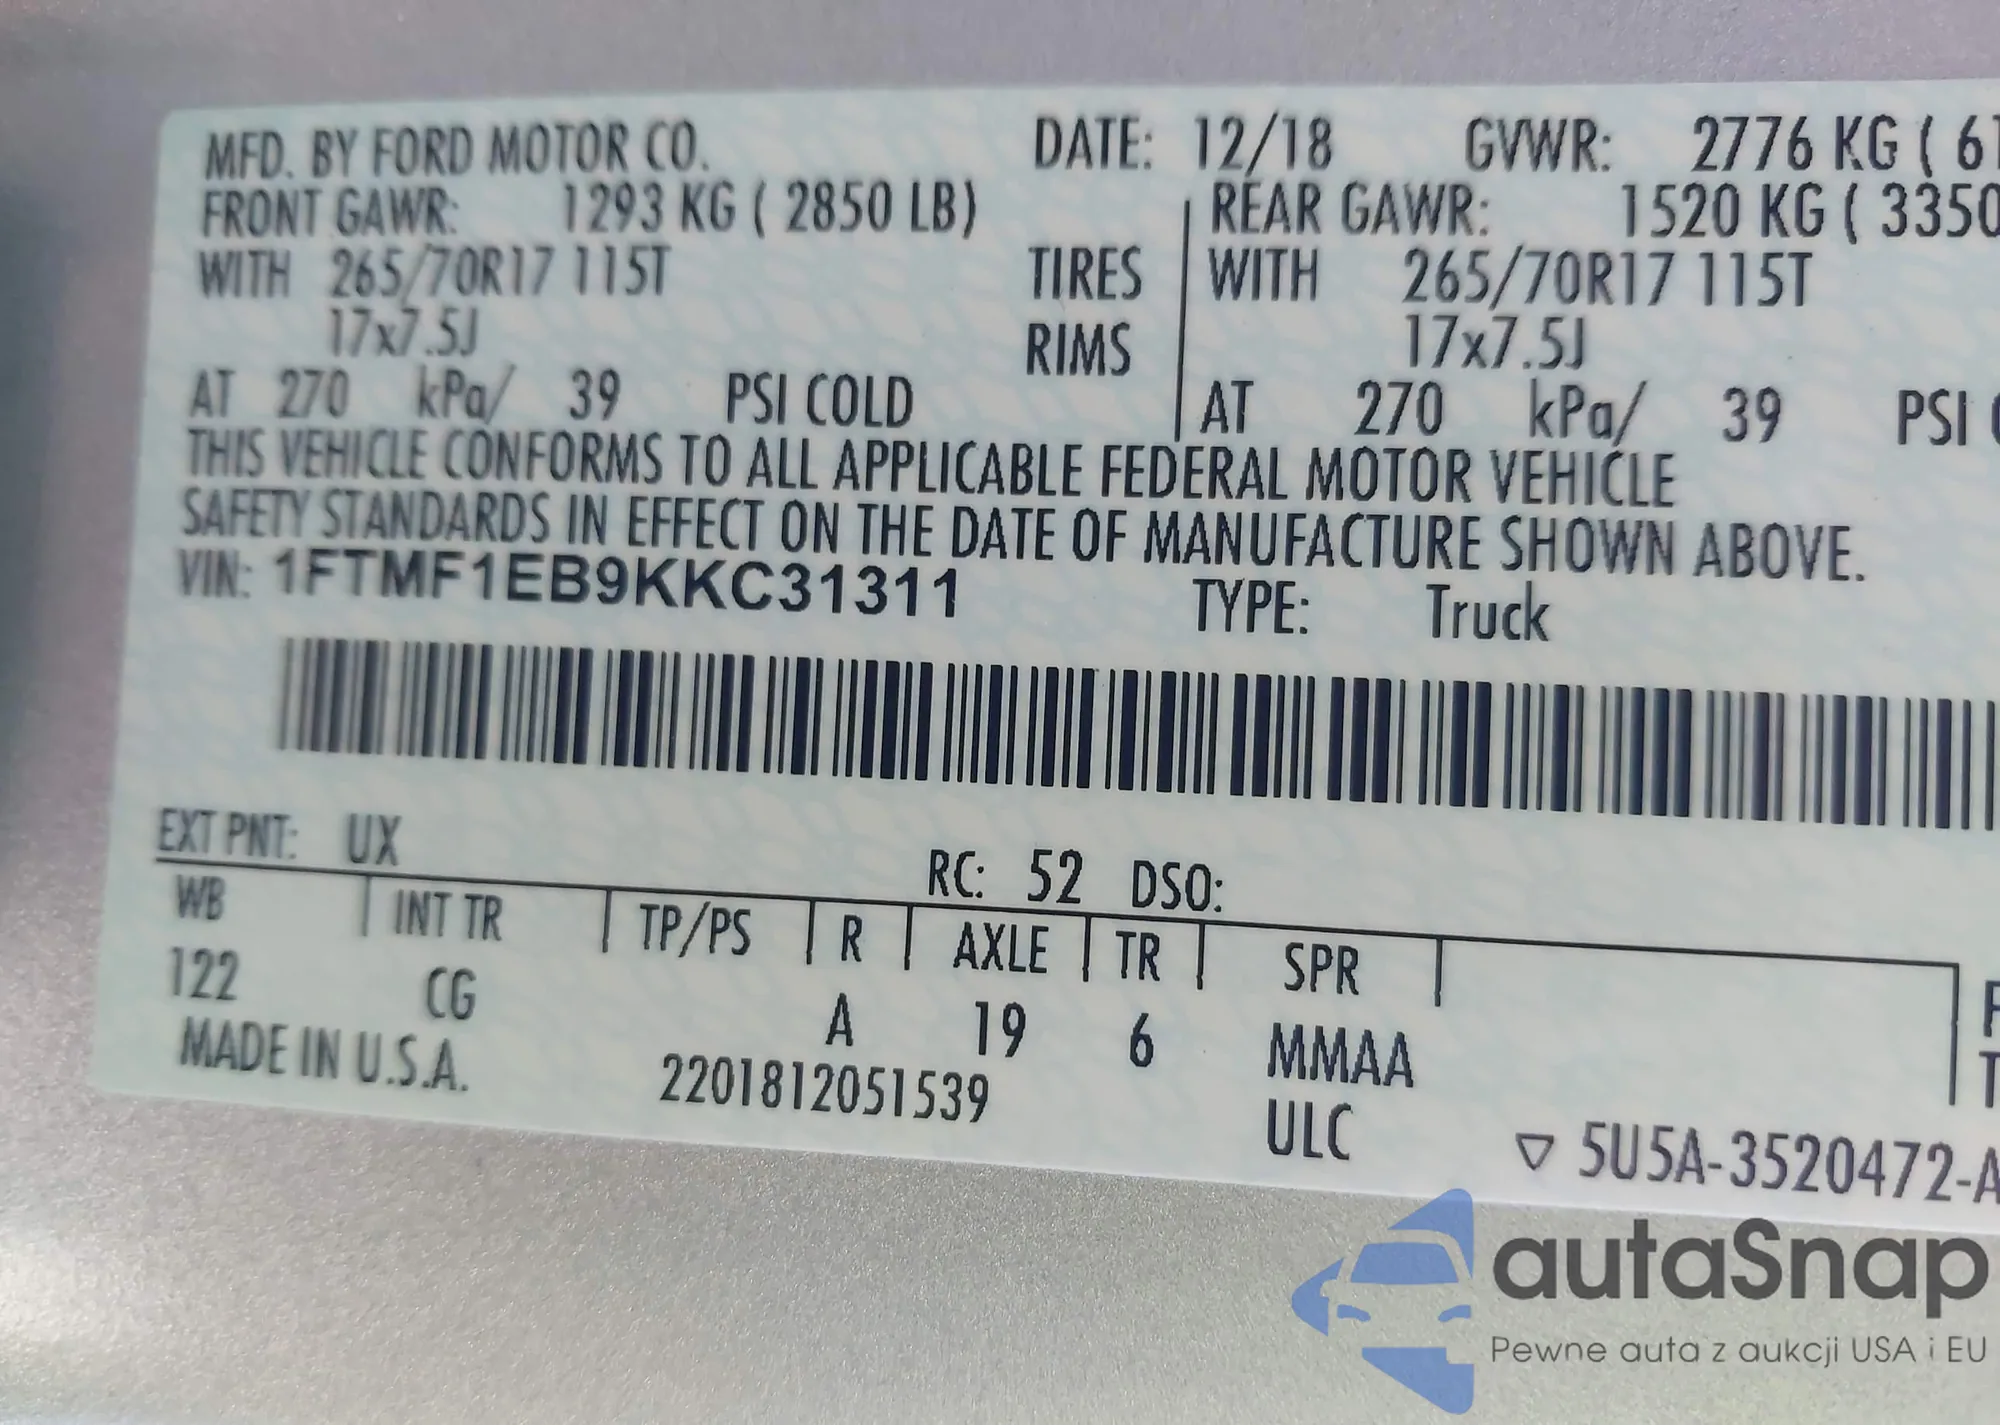 MFD. BY FORD MOTOR CO. DATE: 12/18 GVWR: 2776 KG ( 61
FRONT GAWR: 1293 KG ( 2850 LB) REAR GAWR: 1520 KG ( 3350
WITH 265/70R17 115T TIRES WITH 265/70R17 115T
17x7.5J RIMS 17x7.5J
AT 270 kPa/ 39 PSI COLD AT 270 kPa/ 39 PSI
THIS VEHICLE CONFORMS TO ALL APPLICABLE FEDERAL MOTOR VEHICLE
SAFETY STANDARDS IN EFFECT ON THE DATE OF MANUFACTURE SHOWN ABOVE.
VIN: 1FTMF1EB9KKC31311 TYPE: Truck
EXT PNT: UX RC: 52 DSO:
WB INT TR TP/PS R AXLE TR SPR
122 CG A 19 6 MMAA
MADE IN U.S.A. 2201812051539 ULC
▽ 5U5A-3520472-A
autaSnap
Pewne auta z aukcji USA i EU